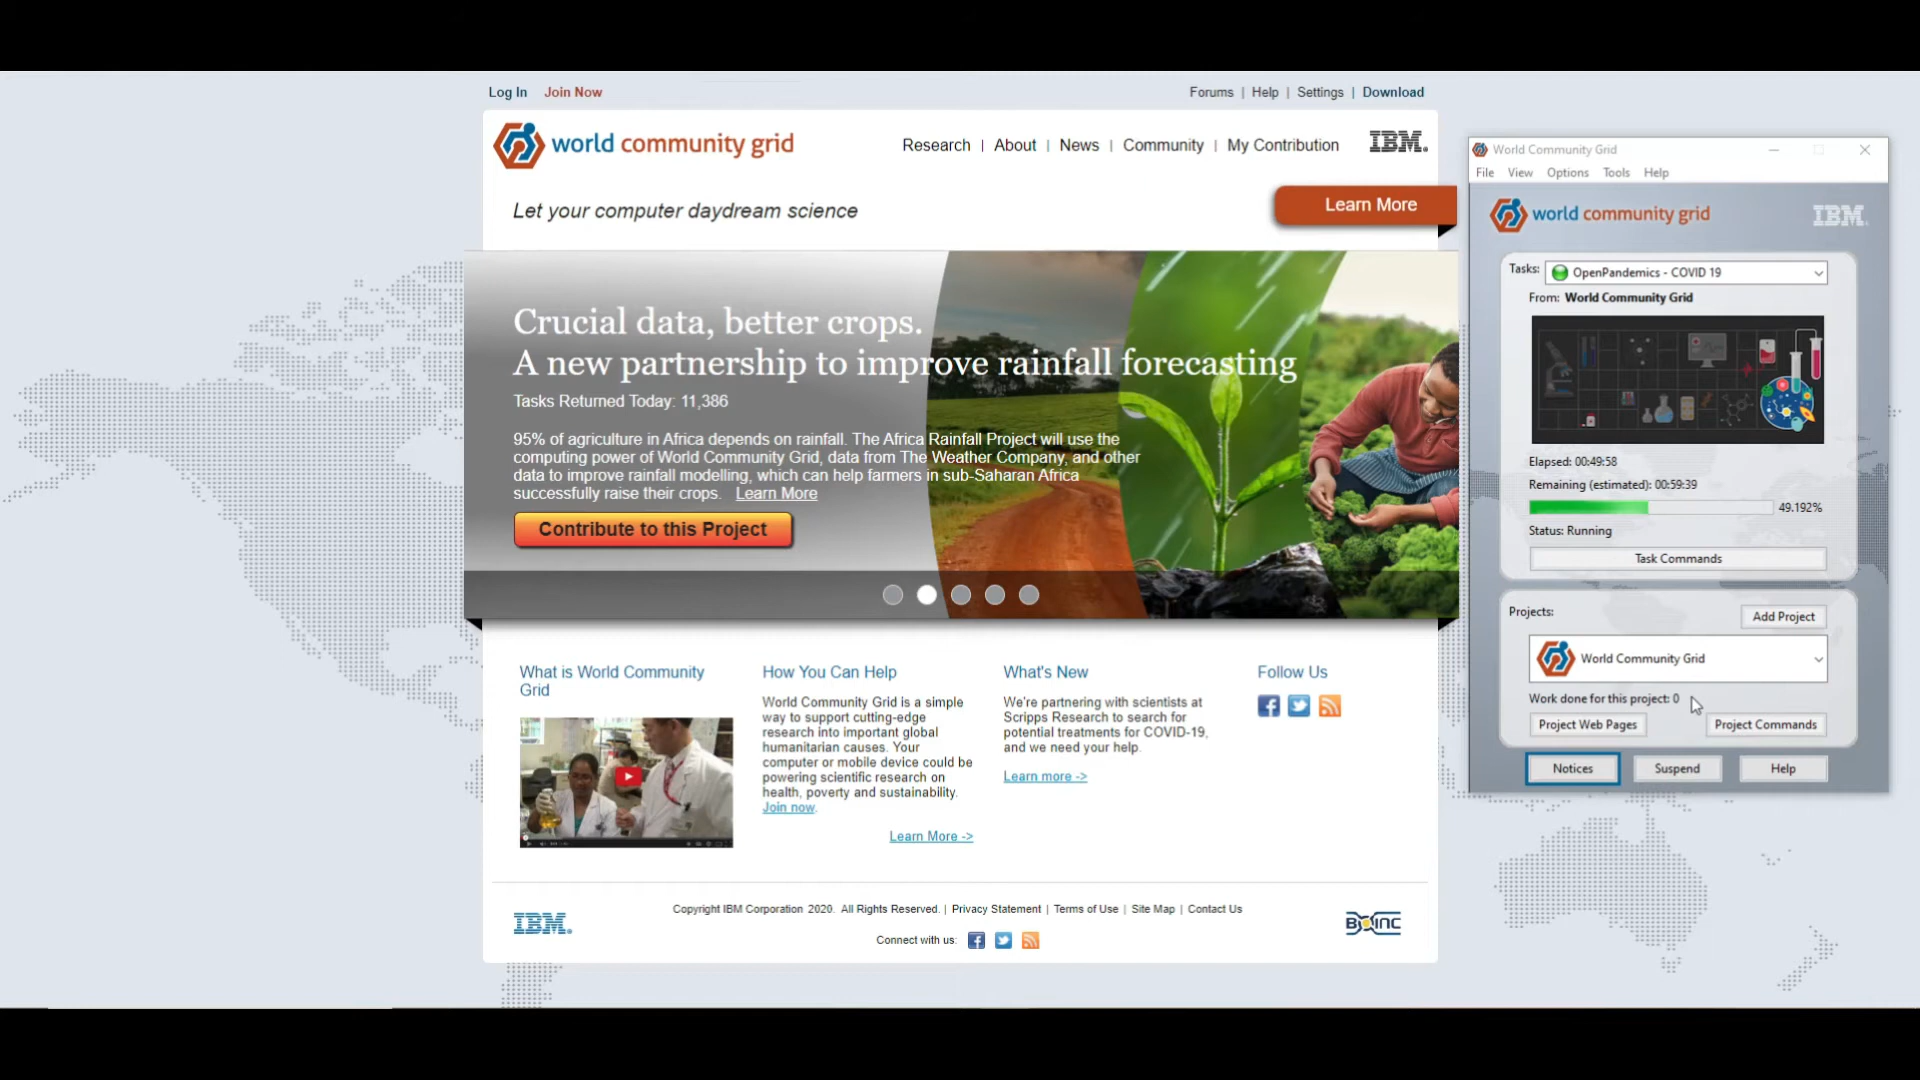 Log In Join Now
Forums | Help | Settings | Download
world community grid
Research | About | News | Community | My Contribution
IBM.
Let your computer daydream science
Learn More
Crucial data, better crops.
A new partnership to improve rainfall forecasting
Tasks Returned Today: 11,386
95% of agriculture in Africa depends on rainfall. The Africa Rainfall Project will use the
computing power of World Community Grid, data from The Weather Company, and other
data to improve rainfall modelling, which can help farmers in sub-Saharan Africa
successfully raise their crops. Learn More
Contribute to this Project
What is World Community
Grid
How You Can Help
World Community Grid is a simple
way to support cutting-edge
research into important global
humanitarian causes. Your
computer or mobile device could be
powering scientific research on
health, poverty and sustainability.
Join now.
Learn More ->
What's New
We're partnering with scientists at
Scripps Research to search for
potential treatments for COVID-19,
and we need your help.
Learn more ->
Follow Us
IBM.
Copyright IBM Corporation 2020. All Rights Reserved. | Privacy Statement | Terms of Use | Site Map | Contact Us
Connect with us:
BOINC
World Community Grid
File View Options Tools Help
world community grid
IBM.
Tasks: OpenPandemics - COVID 19
From: World Community Grid
Elapsed: 00:49:58
Remaining (estimated): 00:59:39
49.192%
Status: Running
Task Commands
Projects:
Add Project
World Community Grid
Work done for this project: 0
Project Web Pages
Project Commands
Notices
Suspend
Help